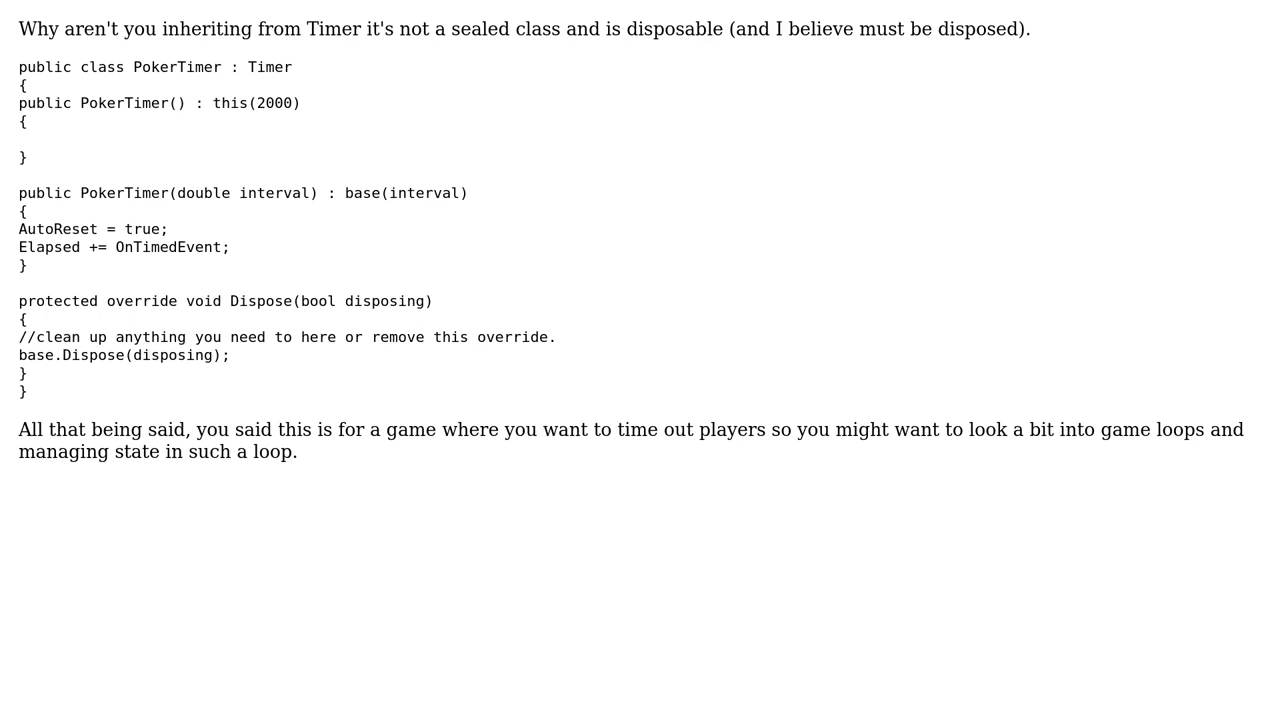 Why aren't you inheriting from Timer it's not a sealed class and is disposable (and I believe must be disposed).
public class PokerTimer : Timer
{
public PokerTimer() : this(2000)
{
}
public PokerTimer(double interval) : base(interval)
{
AutoReset = true;
Elapsed += OnTimedEvent;
}
protected override void Dispose(bool disposing)
{
//clean up anything you need to here or remove this override.
base.Dispose(disposing);
}
}
All that being said, you said this is for a game where you want to time out players so you might want to look a bit into game loops and
managing state in such a loop.